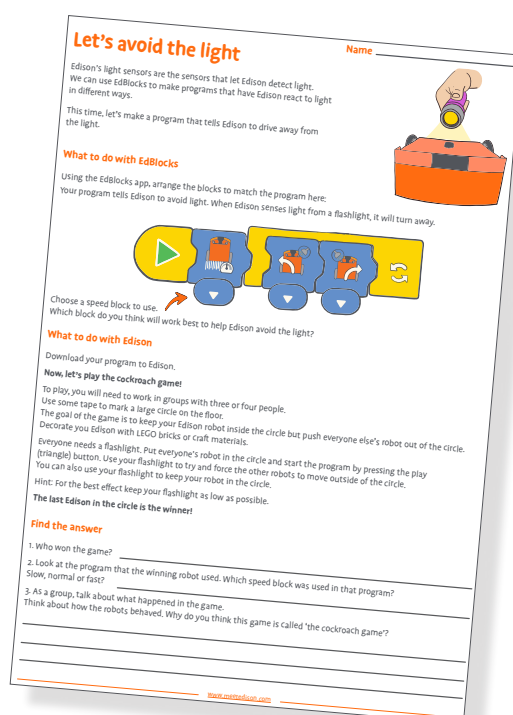 Let's avoid the light
Name
Edison's light sensors are the sensors that let Edison detect light.
We can use EdBlocks to make programs that have Edison react to light
in different ways.
This time, let's make a program that tells Edison to drive away from
the light.
What to do with EdBlocks
Using the EdBlocks app, arrange the blocks to match the program here:
Your program tells Edison to avoid light. When Edison senses light from a flashlight, it will turn away.
Choose a speed block to use.
Which block do you think will work best to help Edison avoid the light?
What to do with Edison
Download your program to Edison.
Now, let's play the cockroach game!
To play, you will need to work in groups with three or four people.
Use some tape to mark a large circle on the floor.
The goal of the game is to keep your Edison robot inside the circle but push everyone else's robot out of the circle.
Decorate you Edison with LEGO bricks or craft materials.
Everyone needs a flashlight. Put everyone's robot in the circle and start the program by pressing the play
(triangle) button. Use your flashlight to try and force the other robots to move outside of the circle.
You can also use your flashlight to keep your robot in the circle.
Hint: For the best effect keep your flashlight as low as possible.
The last Edison in the circle is the winner!
Find the answer
1. Who won the game?
2. Look at the program that the winning robot used. Which speed block was used in that program?
Slow, normal or fast?
3. As a group, talk about what happened in the game.
Think about how the robots behaved. Why do you think this game is called 'the cockroach game'?
www.meetedison.com